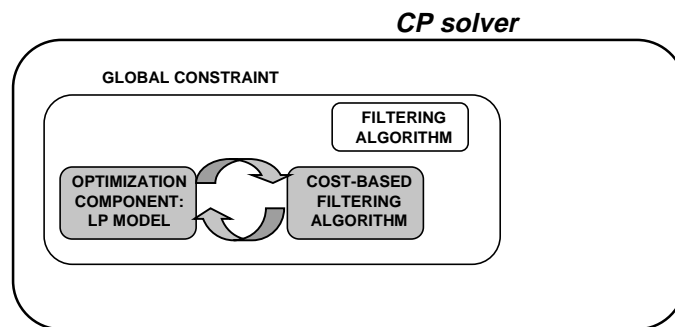 CP solver
GLOBAL CONSTRAINT
FILTERING
ALGORITHM
OPTIMIZATION
COMPONENT:
LP MODEL
COST-BASED
FILTERING
ALGORITHM